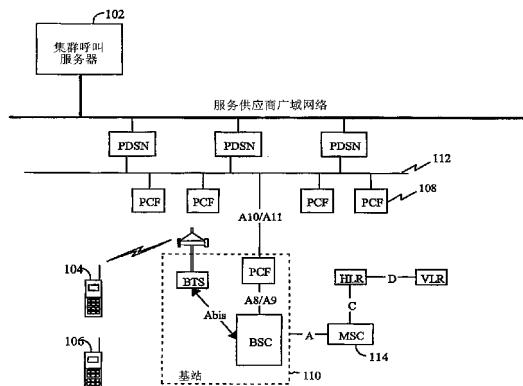 102
集群呼叫
服务器
服务供应商广域网络
PDSN
PDSN
PDSN
112
PCF
PCF
PCF
PCF
108
A10/A11
104
BTS
PCF
HLR
D
VLR
A8/A9
Abis
C
106
BSC
A
MSC
114
基站
110